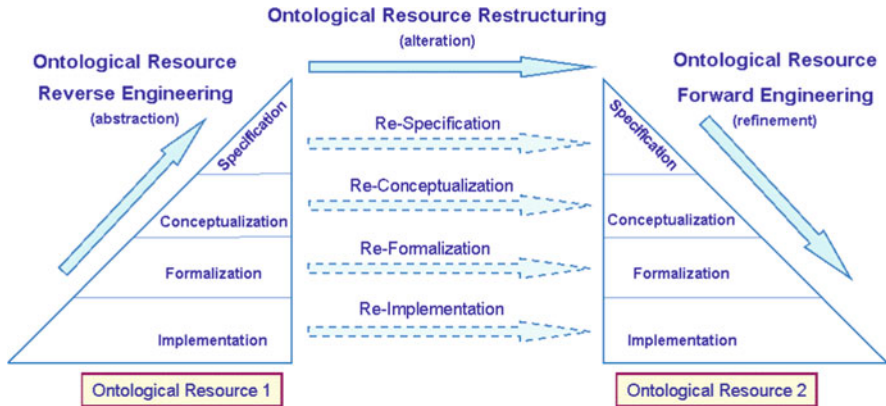 Ontological Resource Restructuring
(alteration)
Ontological Resource
Reverse Engineering
(abstraction)
Ontological Resource
Forward Engineering
(refinement)
Specification
Re-Specification
Specification
Conceptualization
Re-Conceptualization
Conceptualization
Formalization
Re-Formalization
Formalization
Implementation
Re-Implementation
Implementation
Ontological Resource 1
Ontological Resource 2